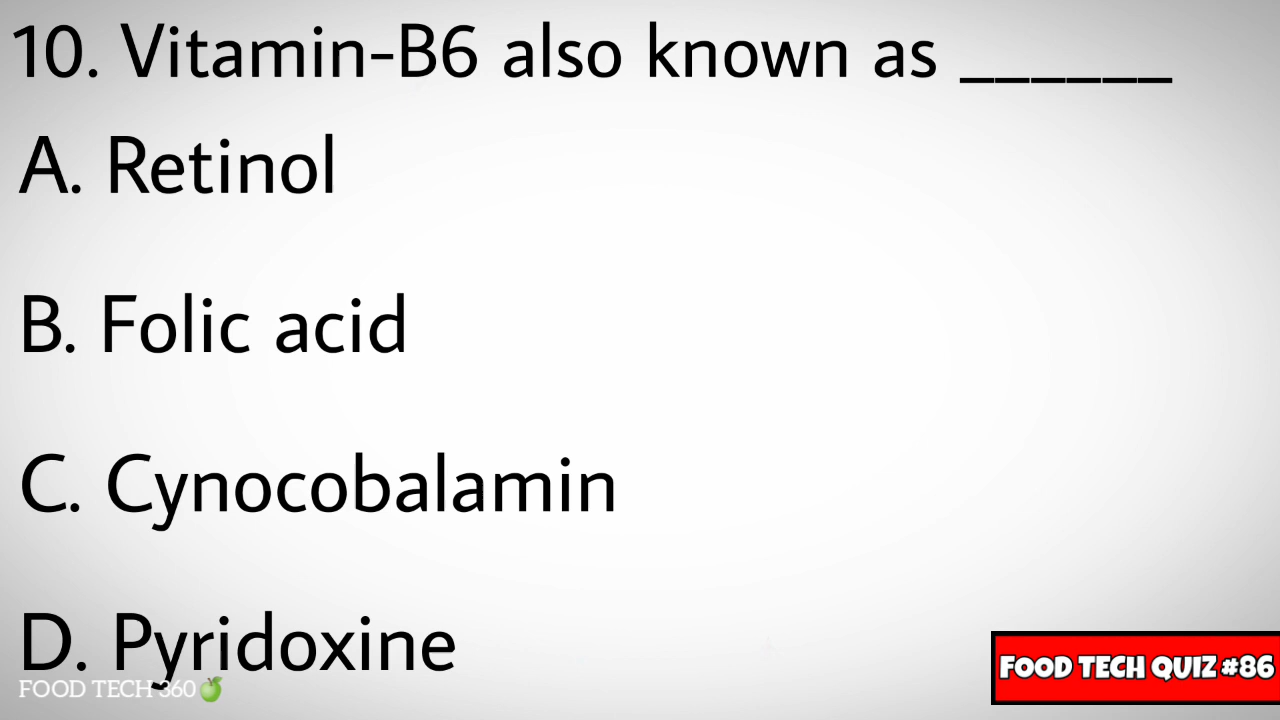 10. Vitamin-B6 also known as ______
A. Retinol
B. Folic acid
C. Cynocobalamin
D. Pyridoxine
FOOD TECH 360
FOOD TECH QUIZ #86